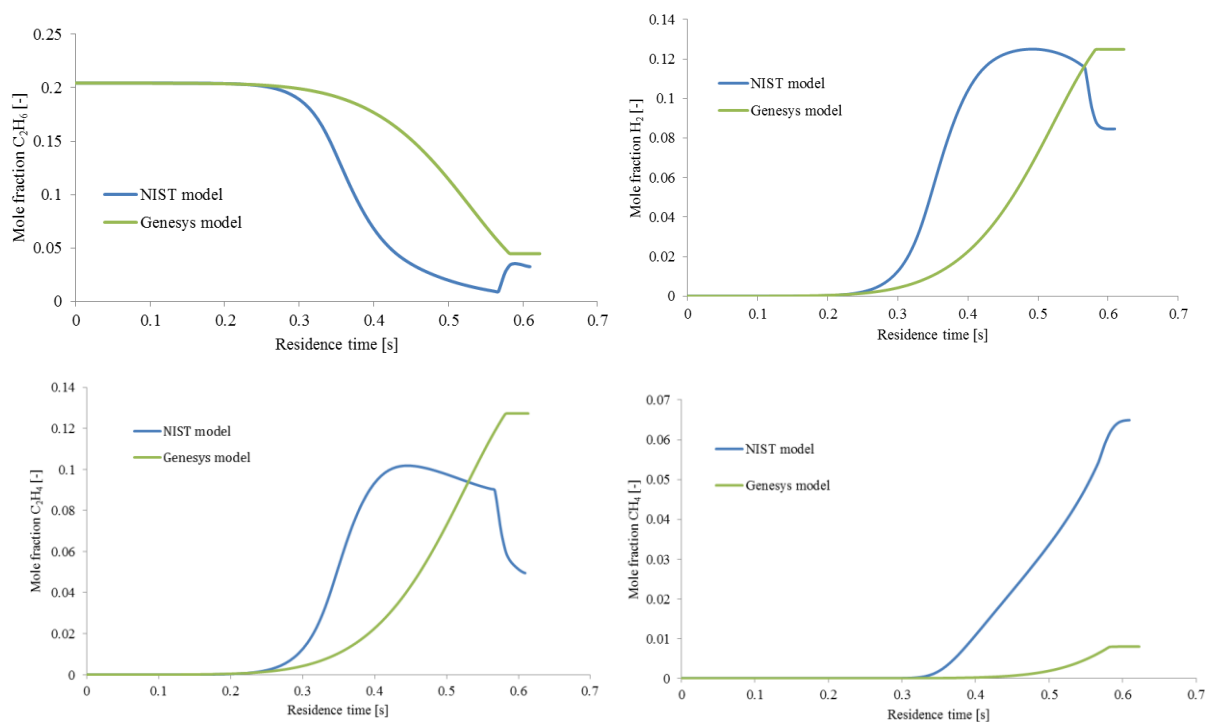 0.25
0.2
0.15
0.1
0.05
0
Mole fraction C₂H₆ [-]
NIST model
Genesys model
0 0.1 0.2 0.3 0.4 0.5 0.6 0.7
Residence time [s]
0.14
0.12
0.1
0.08
0.06
0.04
0.02
0
Mole fraction H₂ [-]
NIST model
Genesys model
0 0.1 0.2 0.3 0.4 0.5 0.6 0.7
Residence time [s]
0.14
0.12
0.1
0.08
0.06
0.04
0.02
0
Mole fraction C₂H₄ [-]
NIST model
Genesys model
0 0.1 0.2 0.3 0.4 0.5 0.6 0.7
Residence time [s]
0.07
0.06
0.05
0.04
0.03
0.02
0.01
0
Mole fraction CH₄ [-]
NIST model
Genesys model
0 0.1 0.2 0.3 0.4 0.5 0.6 0.7
Residence time [s]